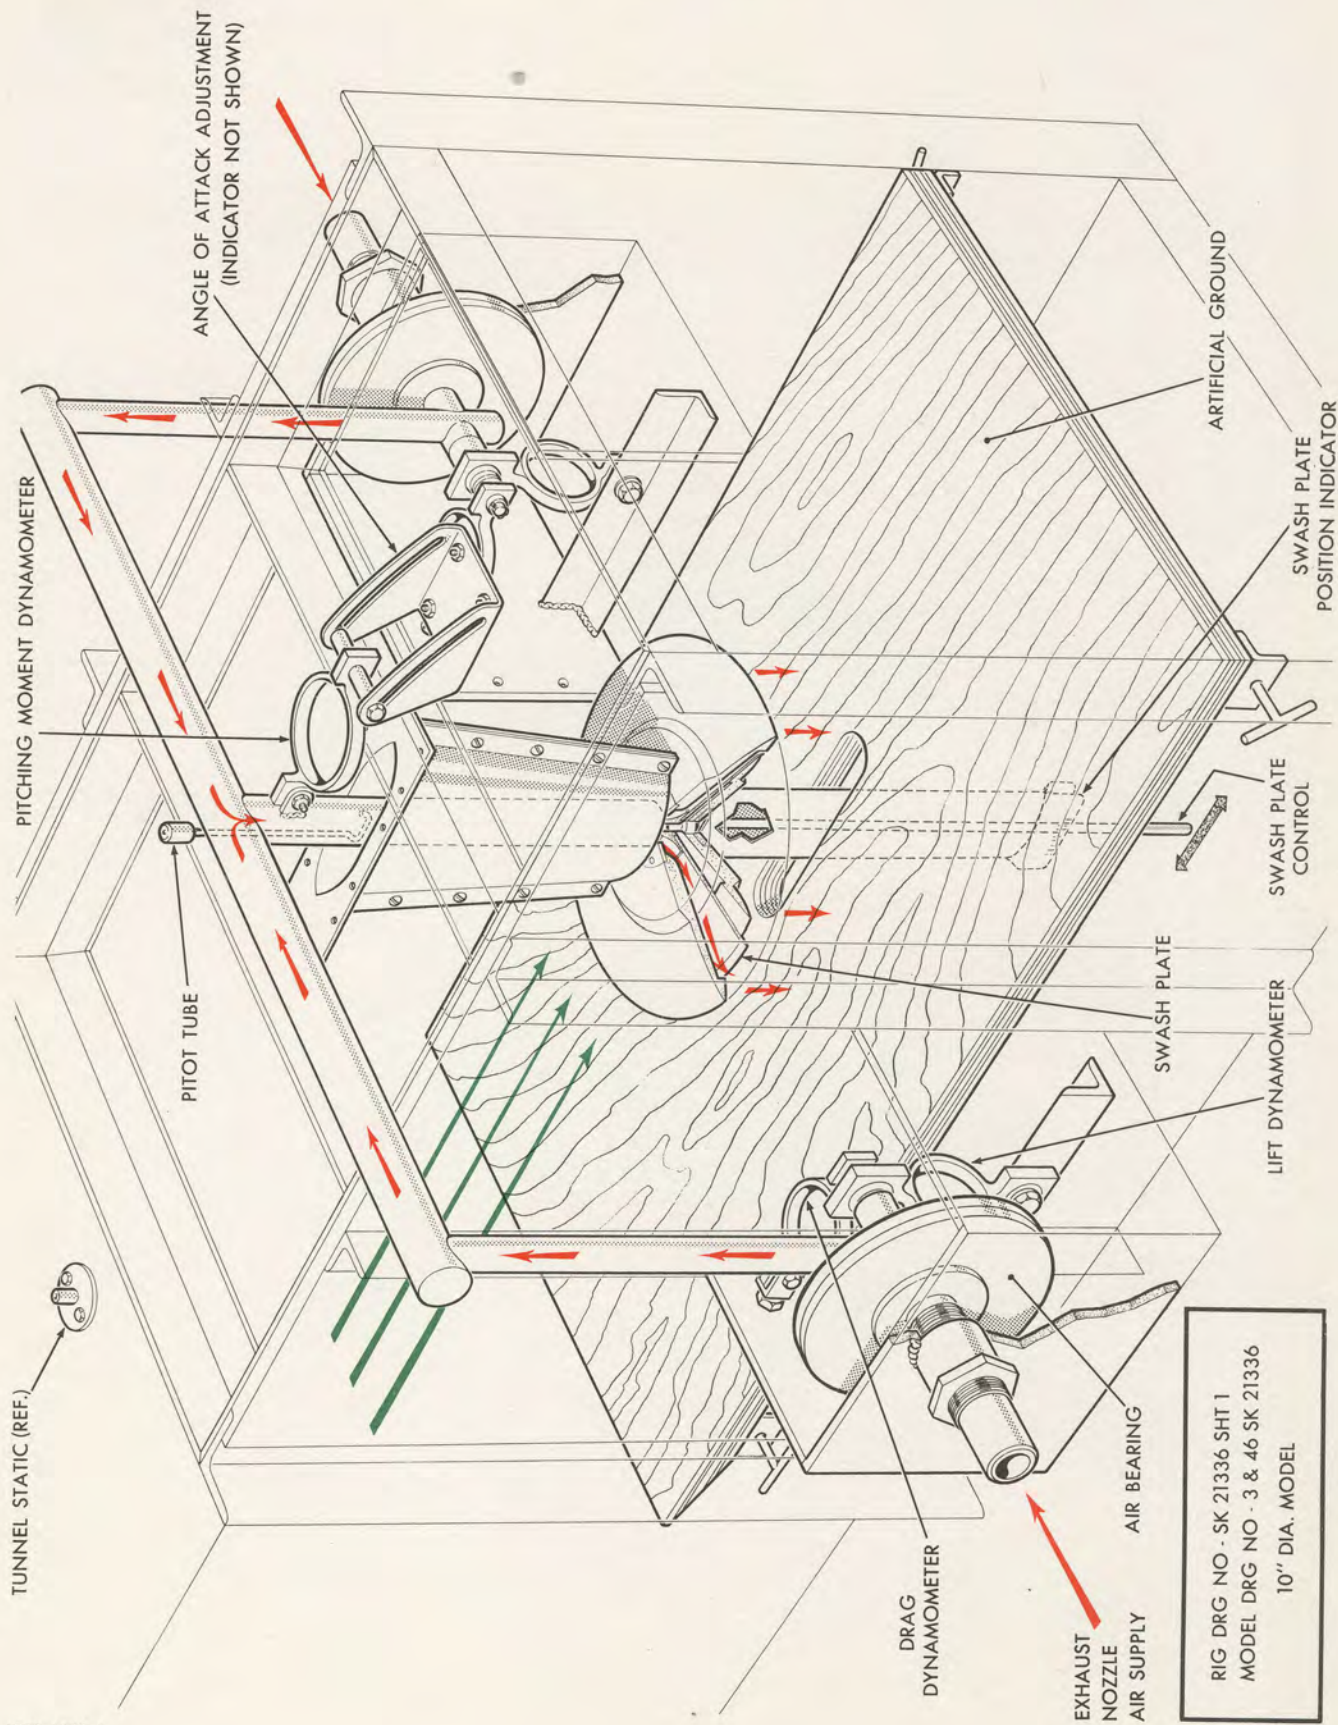 TUNNEL STATIC (REF.)
PITOT TUBE
PITCHING MOMENT DYNAMOMETER
ANGLE OF ATTACK ADJUSTMENT
(INDICATOR NOT SHOWN)
DRAG
DYNAMOMETER
EXHAUST
NOZZLE
AIR SUPPLY
AIR BEARING
LIFT DYNAMOMETER
SWASH PLATE
SWASH PLATE
CONTROL
SWASH PLATE
POSITION INDICATOR
ARTIFICIAL GROUND
RIG DRG NO - SK 21336 SHT 1
MODEL DRG NO - 3 & 46 SK 21336
10" DIA. MODEL